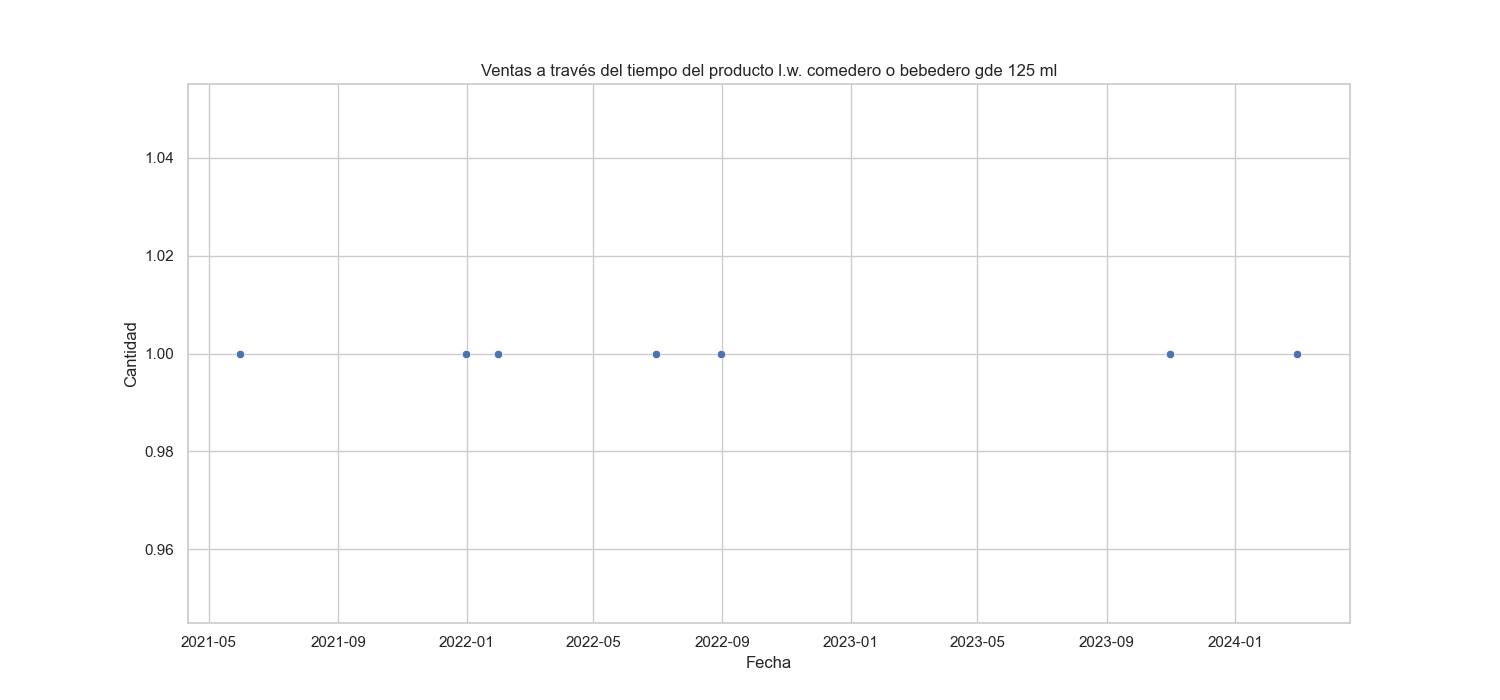 Ventas a través del tiempo del producto l.w. comedero o bebedero gde 125 ml
Cantidad
1.04
1.02
1.00
0.98
0.96
2021-05 2021-09 2022-01 2022-05 2022-09 2023-01 2023-05 2023-09 2024-01
Fecha